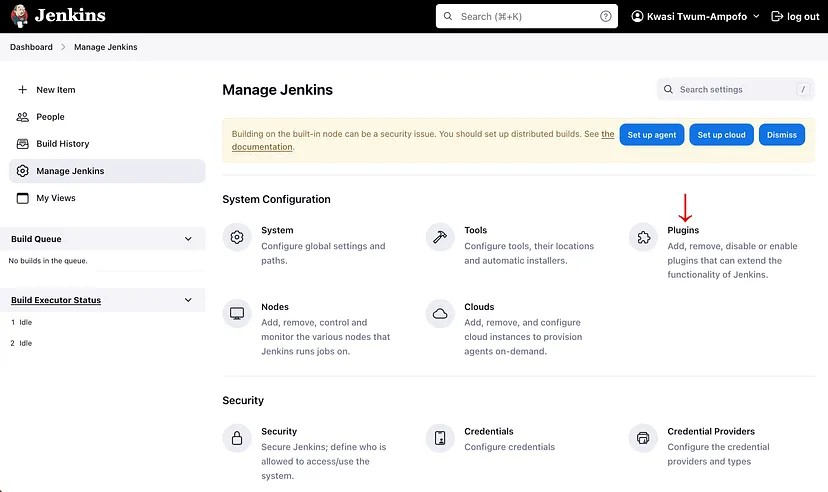 Jenkins
Search (⌘+K)
?
Kwasi Twum-Ampofo
log out
Dashboard > Manage Jenkins
New Item
People
Build History
Manage Jenkins
My Views
Build Queue
No builds in the queue.
Build Executor Status
1 Idle
2 Idle
Manage Jenkins
Search settings
/
Building on the built-in node can be a security issue. You should set up distributed builds. See the
documentation.
Set up agent
Set up cloud
Dismiss
System Configuration
System
Configure global settings and
paths.
Tools
Configure tools, their locations
and automatic installers.
Plugins
Add, remove, disable or enable
plugins that can extend the
functionality of Jenkins.
Nodes
Add, remove, control and
monitor the various nodes that
Jenkins runs jobs on.
Clouds
Add, remove, and configure
cloud instances to provision
agents on-demand.
Security
Security
Secure Jenkins; define who is
allowed to access/use the
system.
Credentials
Configure credentials
Credential Providers
Configure the credential
providers and types